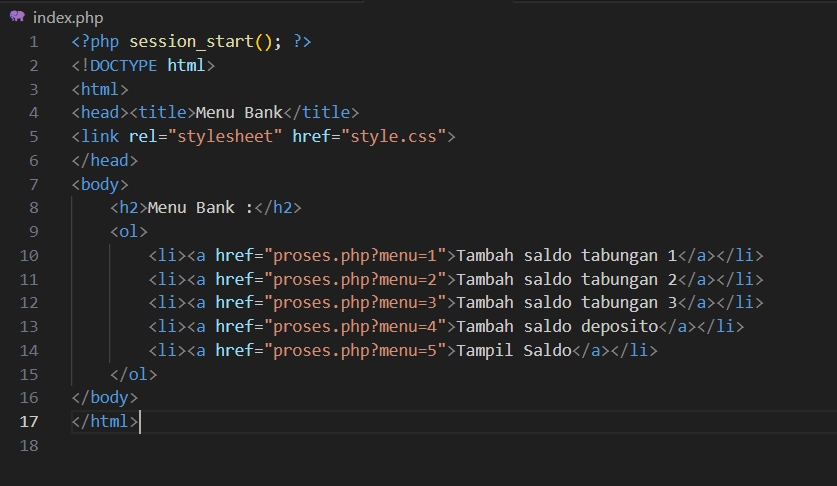 index.php
1 <?php session_start(); ?>
2 <!DOCTYPE html>
3 <html>
4 <head><title>Menu Bank</title>
5 <link rel="stylesheet" href="style.css">
6 </head>
7 <body>
8 <h2>Menu Bank :</h2>
9 <ol>
10 <li><a href="proses.php?menu=1">Tambah saldo tabungan 1</a></li>
11 <li><a href="proses.php?menu=2">Tambah saldo tabungan 2</a></li>
12 <li><a href="proses.php?menu=3">Tambah saldo tabungan 3</a></li>
13 <li><a href="proses.php?menu=4">Tambah saldo deposito</a></li>
14 <li><a href="proses.php?menu=5">Tampil Saldo</a></li>
15 </ol>
16 </body>
17 </html>
18